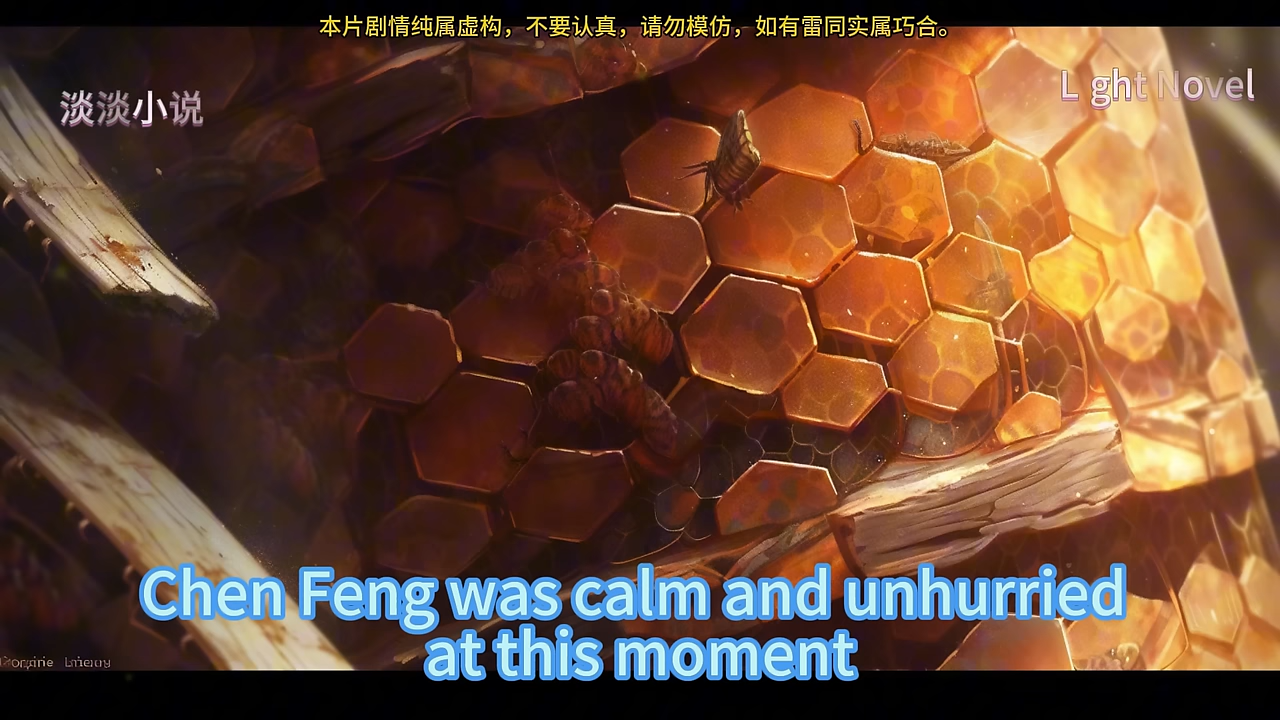 本片剧情纯属虚构，不要认真，请勿模仿，如有雷同实属巧合。
淡淡小说
L ght Novel
Chen Feng was calm and unhurried
at this moment